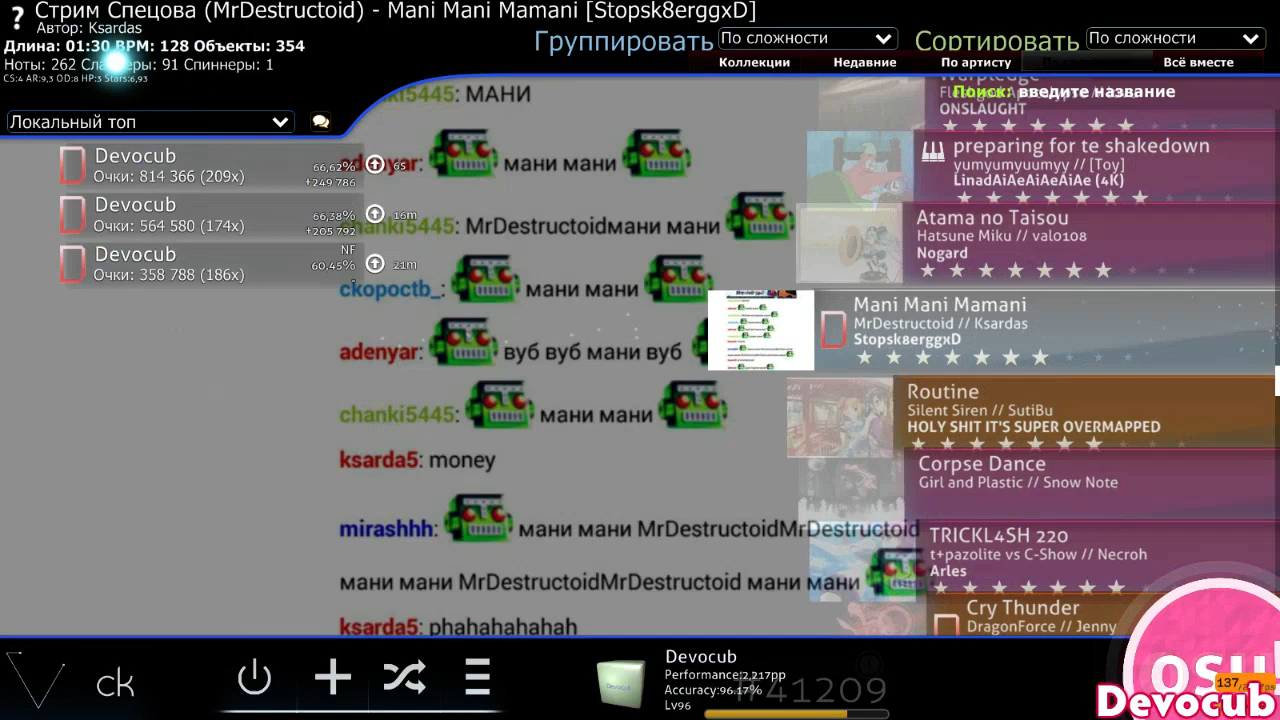 ? Стрим Спецова (MrDestructoid) - Mani Mani Mamani [Stopsk8erggxD]
Автор: Ksardas
Длина: 01:30 BPM: 128 Объекты: 354
Ноты: 262 Слайдеры: 91 Спиннеры: 1
CS:4 AR:9,3 OD:8 HP:3 Stars:6,93
Группировать По сложности
Сортировать По сложности
Коллекции Недавние По артисту Всё вместе
Поиск: введите название
Локальный топ
Devocub
Очки: 814 366 (209x)
66,62%
+249 786
6s
Devocub
Очки: 564 580 (174x)
66,38%
+205 792
16m
Devocub
Очки: 358 788 (186x)
NF
60,45%
21m
chanki5445: МАНИ
adenyar: мани мани
chanki5445: MrDestructoidмани мани
ckopoctb_: мани мани
adenyar: вуб вуб мани вуб
chanki5445: мани мани
ksarda5: money
mirashhh: мани мани MrDestructoidMrDestructoid
мани мани MrDestructoidMrDestructoid мани мани
ksarda5: phahahahahah
ONSLAUGHT
preparing for te shakedown
yumyumyuumyy // [Toy]
LinadAiAeAiAeAiAe (4K)
Atama no Taisou
Hatsune Miku // val0108
Nogard
Mani Mani Mamani
MrDestructoid // Ksardas
Stopsk8erggxD
Routine
Silent Siren // SutiBu
HOLY SHIT IT'S SUPER OVERMAPPED
Corpse Dance
Girl and Plastic // Snow Note
TRICKL4SH 220
t+pazolite vs C-Show // Necroh
Arles
Cry Thunder
DragonForce // Jenny
ck
Devocub
Performance:2,217pp
Accuracy:96.17%
Lv96
#41209
osu
137
Devocub